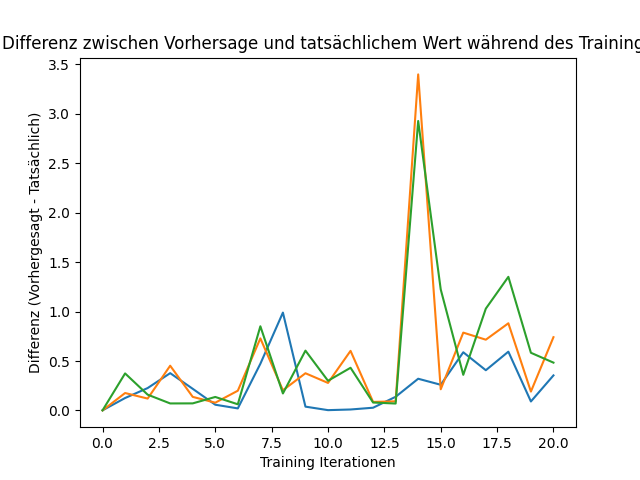 Differenz zwischen Vorhersage und tatsächlichem Wert während des Training
Differenz (Vorhergesagt - Tatsächlich)
3.5
3.0
2.5
2.0
1.5
1.0
0.5
0.0
0.0 2.5 5.0 7.5 10.0 12.5 15.0 17.5 20.0
Training Iterationen